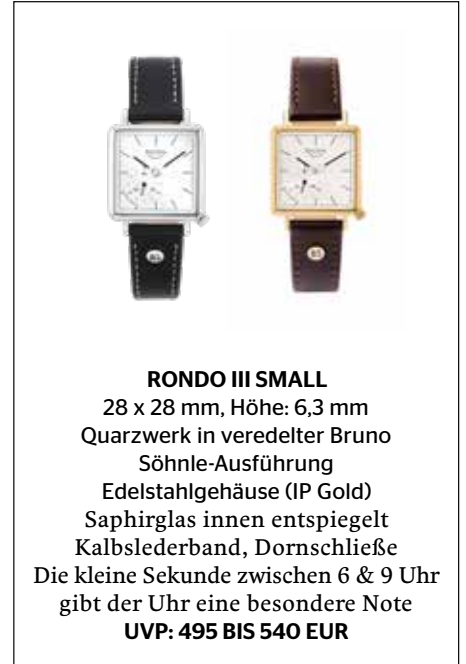 RONDO III SMALL
28 x 28 mm, Höhe: 6,3 mm
Quarzwerk in veredelter Bruno
Söhnle-Ausführung
Edelstahlgehäuse (IP Gold)
Saphirglas innen entspiegelt
Kalbslederband, Dornschließe
Die kleine Sekunde zwischen 6 & 9 Uhr
gibt der Uhr eine besondere Note
UVP: 495 BIS 540 EUR